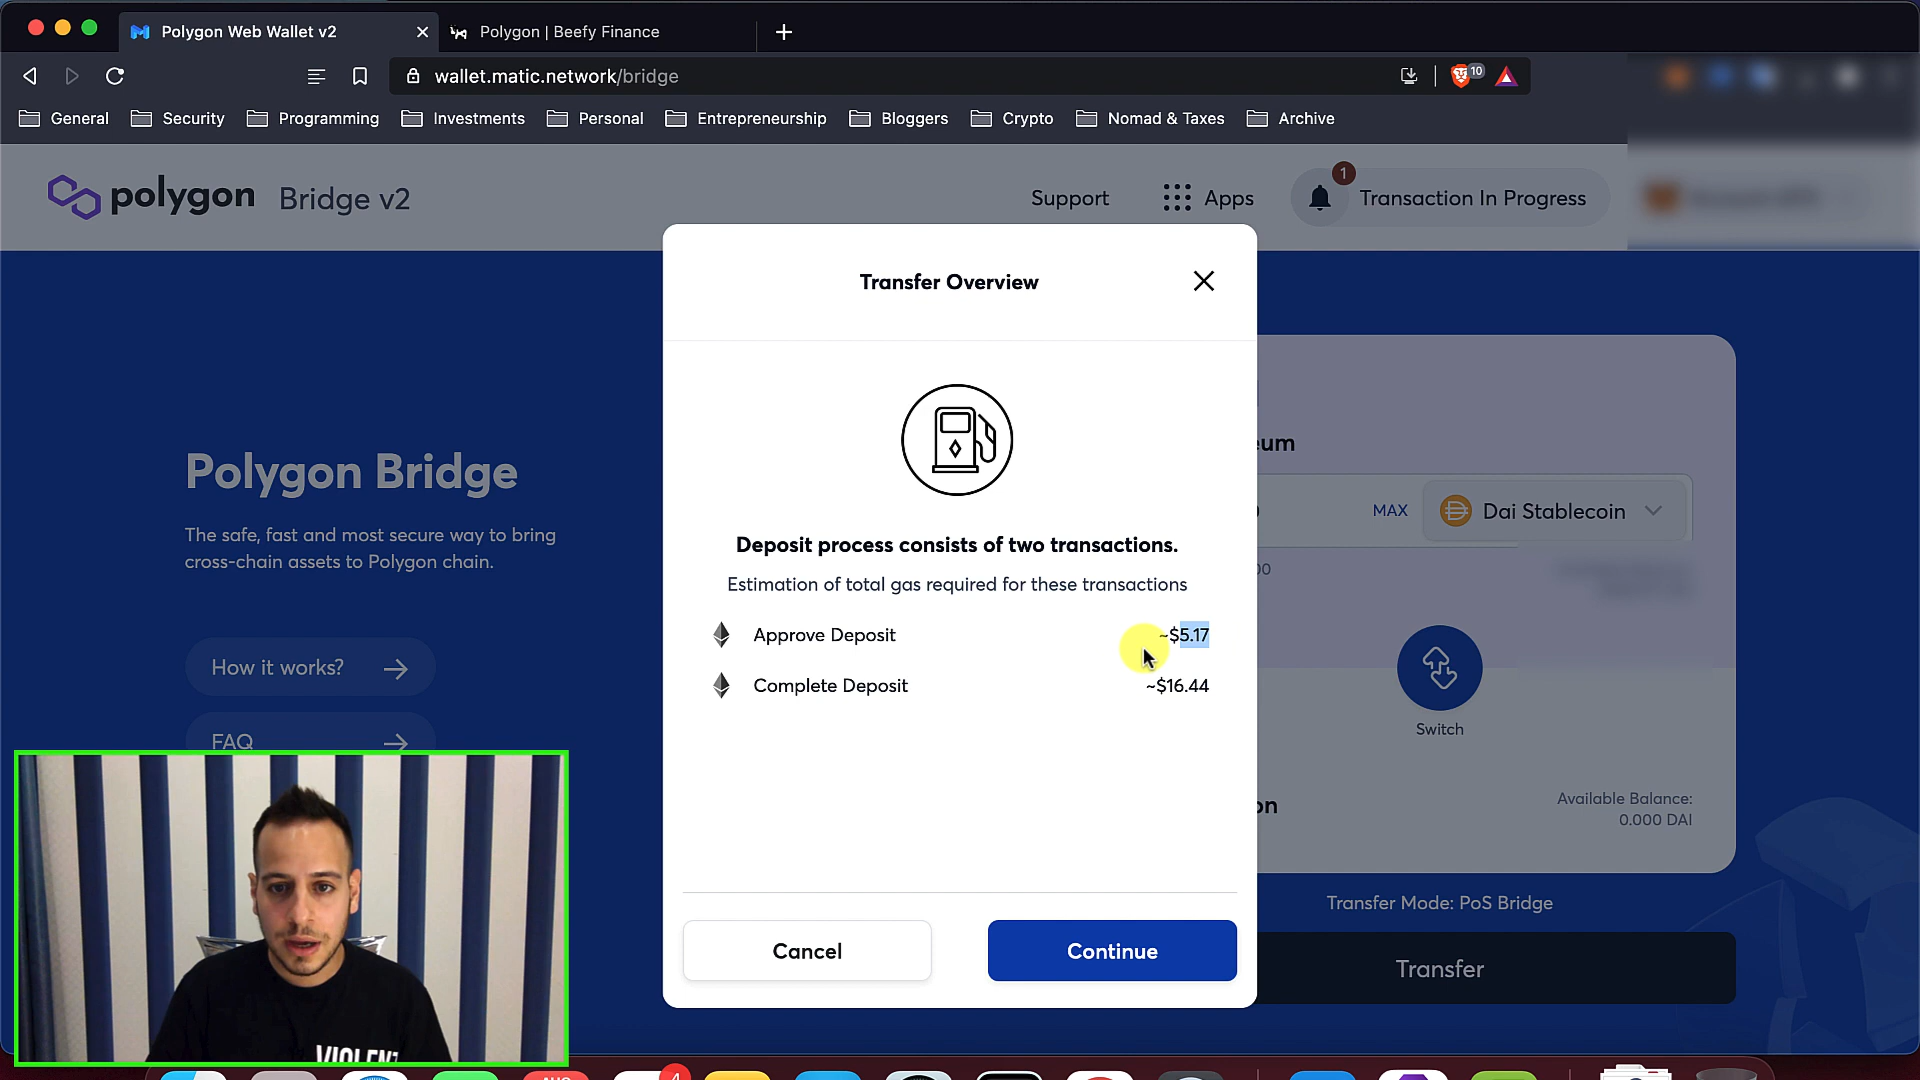 Polygon Web Wallet v2
Polygon | Beefy Finance
wallet.matic.network/bridge
10
General
Security
Programming
Investments
Personal
Entrepreneurship
Bloggers
Crypto
Nomad & Taxes
Archive
polygon Bridge v2
Support
Apps
1
Transaction In Progress
Transfer Overview
Polygon Bridge
The safe, fast and most secure way to bring
cross-chain assets to Polygon chain.
How it works?
FAQ
Deposit process consists of two transactions.
Estimation of total gas required for these transactions
Approve Deposit ~$5.17
Complete Deposit ~$16.44
Cancel
Continue
MAX
Dai Stablecoin
Switch
Available Balance:
0.000 DAI
Transfer Mode: PoS Bridge
Transfer
4